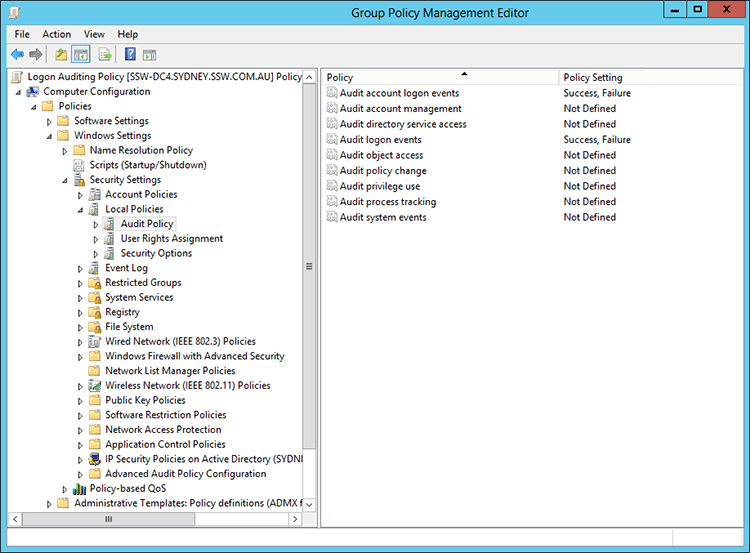 Group Policy Management Editor
File Action View Help
Logon Auditing Policy [SSW-DC4.SYDNEY.SSW.COM.AU] Policy
Computer Configuration
Policies
Software Settings
Windows Settings
Name Resolution Policy
Scripts (Startup/Shutdown)
Security Settings
Account Policies
Local Policies
Audit Policy
User Rights Assignment
Security Options
Event Log
Restricted Groups
System Services
Registry
File System
Wired Network (IEEE 802.3) Policies
Windows Firewall with Advanced Security
Network List Manager Policies
Wireless Network (IEEE 802.11) Policies
Public Key Policies
Software Restriction Policies
Network Access Protection
Application Control Policies
IP Security Policies on Active Directory (SYDNE
Advanced Audit Policy Configuration
Policy-based QoS
Administrative Templates: Policy definitions (ADMX f
Policy Policy Setting
Audit account logon events Success, Failure
Audit account management Not Defined
Audit directory service access Not Defined
Audit logon events Success, Failure
Audit object access Not Defined
Audit policy change Not Defined
Audit privilege use Not Defined
Audit process tracking Not Defined
Audit system events Not Defined